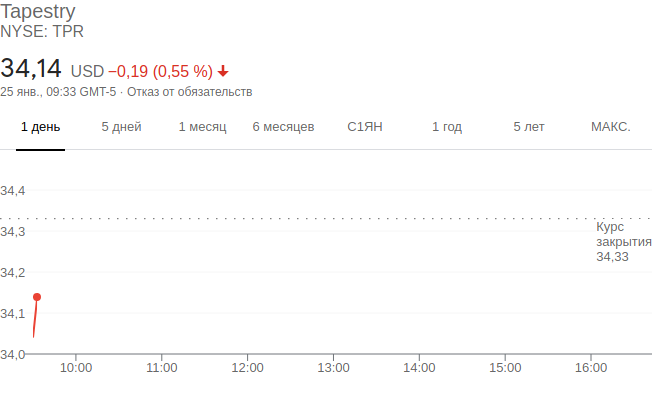 Tapestry
NYSE: TPR
34,14 USD −0,19 (0,55 %)
25 янв., 09:33 GMT-5 · Отказ от обязательств
1 день 5 дней 1 месяц 6 месяцев С1ЯН 1 год 5 лет МАКС.
34,4
34,3
34,2
34,1
34,0
Курс
закрытия
34,33
10:00 11:00 12:00 13:00 14:00 15:00 16:00